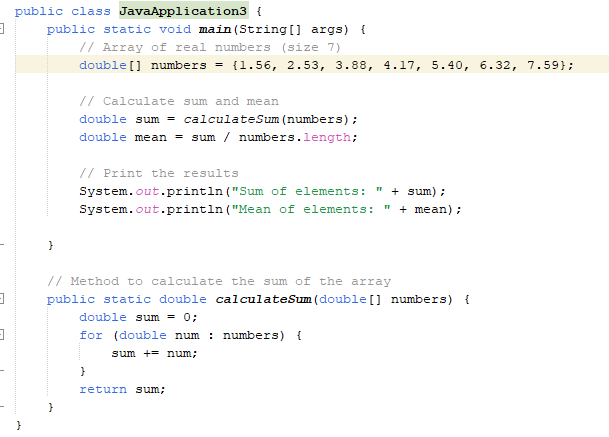 public class JavaApplication3 {
    public static void main(String[] args) {
        // Array of real numbers (size 7)
        double[] numbers = {1.56, 2.53, 3.88, 4.17, 5.40, 6.32, 7.59};

        // Calculate sum and mean
        double sum = calculateSum(numbers);
        double mean = sum / numbers.length;

        // Print the results
        System.out.println("Sum of elements: " + sum);
        System.out.println("Mean of elements: " + mean);

    }

    // Method to calculate the sum of the array
    public static double calculateSum(double[] numbers) {
        double sum = 0;
        for (double num : numbers) {
            sum += num;
        }
        return sum;
    }
}